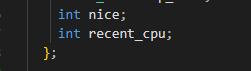 int nice;
int recent_cpu;
};